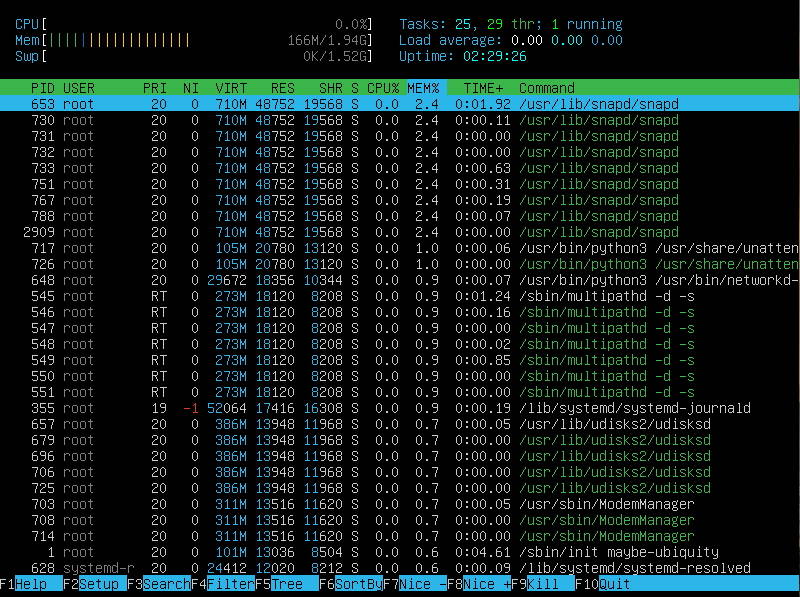 CPU[ 0.0%] Tasks: 25, 29 thr; 1 running
Mem[|||||||||||||||||| 166M/1.94G] Load average: 0.00 0.00 0.00
Swp[ 0K/1.52G] Uptime: 02:29:26
PID USER PRI NI VIRT RES SHR S CPU% MEM% TIME+ Command
653 root 20 0 710M 48752 19568 S 0.0 2.4 0:01.92 /usr/lib/snapd/snapd
730 root 20 0 710M 48752 19568 S 0.0 2.4 0:00.11 /usr/lib/snapd/snapd
731 root 20 0 710M 48752 19568 S 0.0 2.4 0:00.00 /usr/lib/snapd/snapd
732 root 20 0 710M 48752 19568 S 0.0 2.4 0:00.00 /usr/lib/snapd/snapd
733 root 20 0 710M 48752 19568 S 0.0 2.4 0:00.63 /usr/lib/snapd/snapd
751 root 20 0 710M 48752 19568 S 0.0 2.4 0:00.31 /usr/lib/snapd/snapd
767 root 20 0 710M 48752 19568 S 0.0 2.4 0:00.19 /usr/lib/snapd/snapd
788 root 20 0 710M 48752 19568 S 0.0 2.4 0:00.07 /usr/lib/snapd/snapd
2909 root 20 0 710M 48752 19568 S 0.0 2.4 0:00.00 /usr/lib/snapd/snapd
717 root 20 0 105M 20780 13120 S 0.0 1.0 0:00.06 /usr/bin/python3 /usr/share/unatten
726 root 20 0 105M 20780 13120 S 0.0 1.0 0:00.00 /usr/bin/python3 /usr/share/unatten
648 root 20 0 29672 18356 10344 S 0.0 0.9 0:00.07 /usr/bin/python3 /usr/bin/networkd-
545 root RT 0 273M 18120 8208 S 0.0 0.9 0:01.24 /sbin/multipathd -d -s
546 root RT 0 273M 18120 8208 S 0.0 0.9 0:00.16 /sbin/multipathd -d -s
547 root RT 0 273M 18120 8208 S 0.0 0.9 0:00.00 /sbin/multipathd -d -s
548 root RT 0 273M 18120 8208 S 0.0 0.9 0:00.02 /sbin/multipathd -d -s
549 root RT 0 273M 18120 8208 S 0.0 0.9 0:00.85 /sbin/multipathd -d -s
550 root RT 0 273M 18120 8208 S 0.0 0.9 0:00.00 /sbin/multipathd -d -s
551 root RT 0 273M 18120 8208 S 0.0 0.9 0:00.00 /sbin/multipathd -d -s
355 root 19 -1 52064 17416 16308 S 0.0 0.9 0:00.19 /lib/systemd/systemd-journald
657 root 20 0 386M 13948 11968 S 0.0 0.7 0:00.05 /usr/lib/udisks2/udisksd
679 root 20 0 386M 13948 11968 S 0.0 0.7 0:00.00 /usr/lib/udisks2/udisksd
696 root 20 0 386M 13948 11968 S 0.0 0.7 0:00.00 /usr/lib/udisks2/udisksd
706 root 20 0 386M 13948 11968 S 0.0 0.7 0:00.00 /usr/lib/udisks2/udisksd
725 root 20 0 386M 13948 11968 S 0.0 0.7 0:00.00 /usr/lib/udisks2/udisksd
703 root 20 0 311M 13516 11620 S 0.0 0.7 0:00.05 /usr/sbin/ModemManager
708 root 20 0 311M 13516 11620 S 0.0 0.7 0:00.00 /usr/sbin/ModemManager
714 root 20 0 311M 13516 11620 S 0.0 0.7 0:00.00 /usr/sbin/ModemManager
1 root 20 0 101M 13036 8504 S 0.0 0.6 0:04.61 /sbin/init maybe-ubiquity
628 systemd-r 20 0 24412 12020 8212 S 0.0 0.6 0:00.09 /lib/systemd/systemd-resolved
F1Help F2Setup F3SearchF4FilterF5Tree F6SortByF7Nice -F8Nice +F9Kill F10Quit